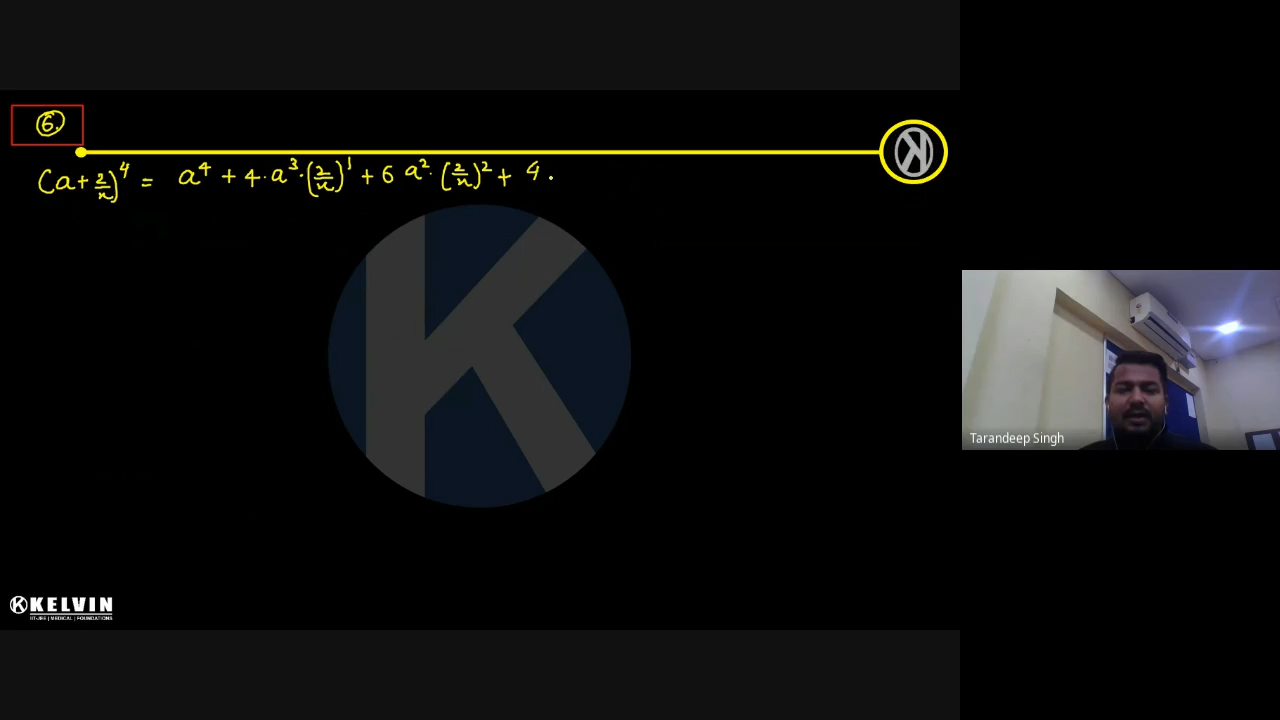 6.
(a + 2/x)^4 = a^4 + 4 · a^3 · (2/x)^1 + 6 a^2 · (2/x)^2 + 4 .
Tarandeep Singh
KELVIN
IIT-JEE | MEDICAL | FOUNDATIONS